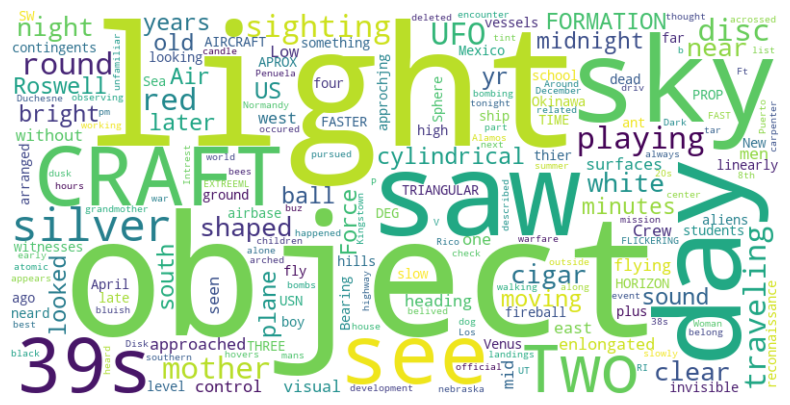 SW night years old contingents
AIRCRAFT looking sighting
something Low APROX candle
UFO vessels Mexico FORMATION
deleted encounter thought acrossed
tint midnight far b list
disc near
unfamiliar round Roswell Sea Air
US four approchjng yr
school Around December tonight dead driv
Penuela Normandy bombing Okinawa Sphere related
Duchesne observing red light sky
bright later west FASTER occured
high ship part TIME PROP FAST Ft Puerto
pm working without
Alamos next ant Dark New tar carpenter
arranged CRAFT
Intrest world bees pursued
saw playing men
cylindrical summer always linearly
dusk hours war EXTREEML ball
TRIANGULAR white surfaces 20s center 8th
silver grandmother buz ground
P DEG V described minutes aliens students
shaped airbase Force Kingstown
Rico one Crew mission FLICKERING
witnesses children happened
warfare hills outside
early atomic alone arched fly
check cigar flying HORIZON
day traveling reconnaissance
object
appears looked south plane USN
Bearing highway slow moving sound
ago April late seen boy
heading fireball plus event 38s
neard bluish approached
walking along east Woman slowly
best Disk hovers THREE
dog belived Venus enlongated belong
black 39s heard mother
southern mans bombs house Los landings
level control visual
development see official mid
nebraska UT Two RI clear invisible
thier